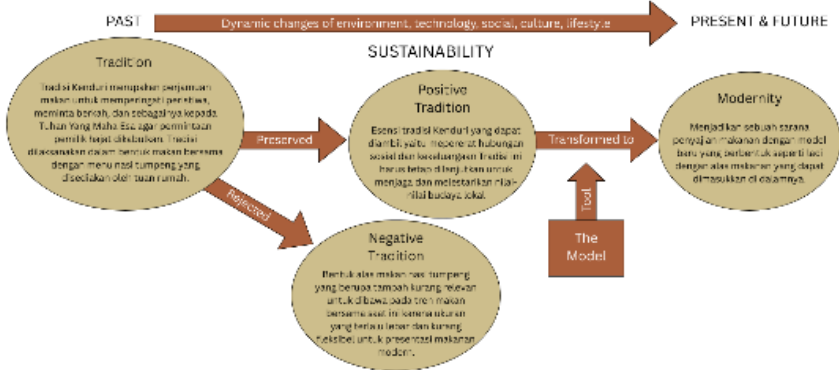 PAST
Dynamic changes of environment, technology, social, culture, lifestyle
PRESENT & FUTURE
SUSTAINABILITY
Tradition
Tradisi Kenduri merupakan perjamuan
makan untuk memperingati peristiwa,
meminta berkah, dan sebagainya kepada
Tuhan Yang Maha Esa agar permintaan
pemilik hajat dikabulkan. Tradisi
dilaksanakan dalam bentuk makan bersama
dengan menu nasi tumpeng yang
disediakan oleh tuan rumah.
Preserved
Rejected
Positive
Tradition
Esensi tradisi Kenduri yang dapat
diambil yaitu mempererat hubungan
sosial dan kekeluargaan Tradisi ini
harus tetap dilanjutkan untuk
menjaga dan melestarikan nilai-
nilai budaya lokal
Transformed to
Tool
The
Model
Modernity
Menjadikan sebuah sarana
penyajian makanan dengan model
baru yang berbentuk seperti laci
dengan alas makanan yang dapat
dimasukkan di dalamnya.
Negative
Tradition
Bentuk alas makan nasi tumpeng
yang berupa tampah kurang relevan
untuk dibawa pada tren makan
bersama saat ini karena ukuran
yang terlalu lebar dan kurang
fleksibel untuk presentasi makanan
modern.